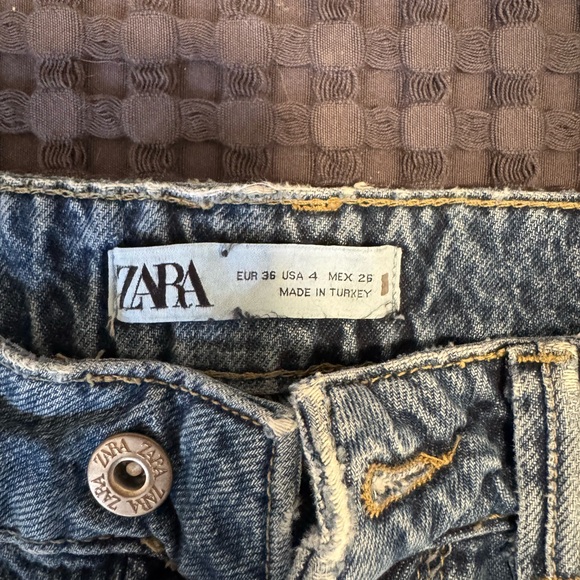 ZARA
EUR 36 USA 4 MEX 26
MADE IN TURKEY
ZARA ZARA ZARA ZARA